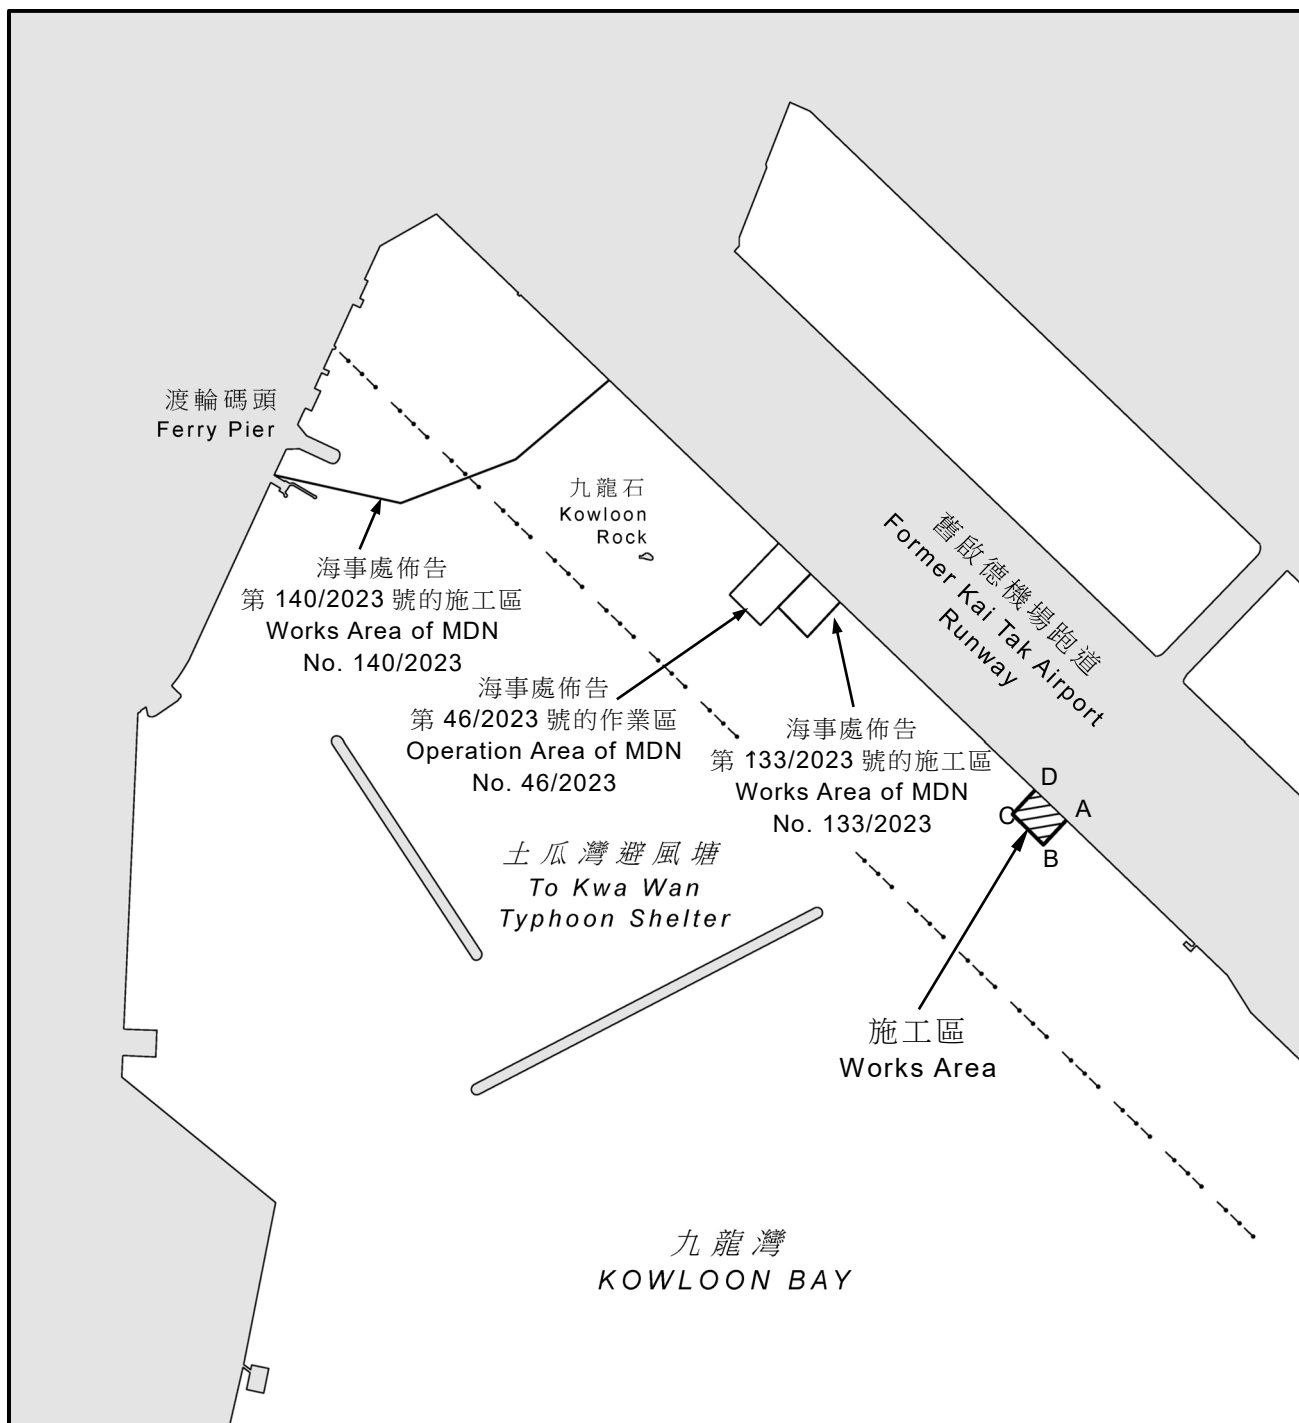 渡輪碼頭
Ferry Pier
九龍石
Kowloon
Rock
舊啟德機場跑道
Former Kai Tak Airport
Runway
海事處佈告
第 140/2023 號的施工區
Works Area of MDN
No. 140/2023
海事處佈告
第 46/2023 號的作業區
Operation Area of MDN
No. 46/2023
海事處佈告
第 133/2023 號的施工區
Works Area of MDN
No. 133/2023
D
A
C
B
土瓜灣避風塘
To Kwa Wan
Typhoon Shelter
施工區
Works Area
九龍灣
KOWLOON BAY